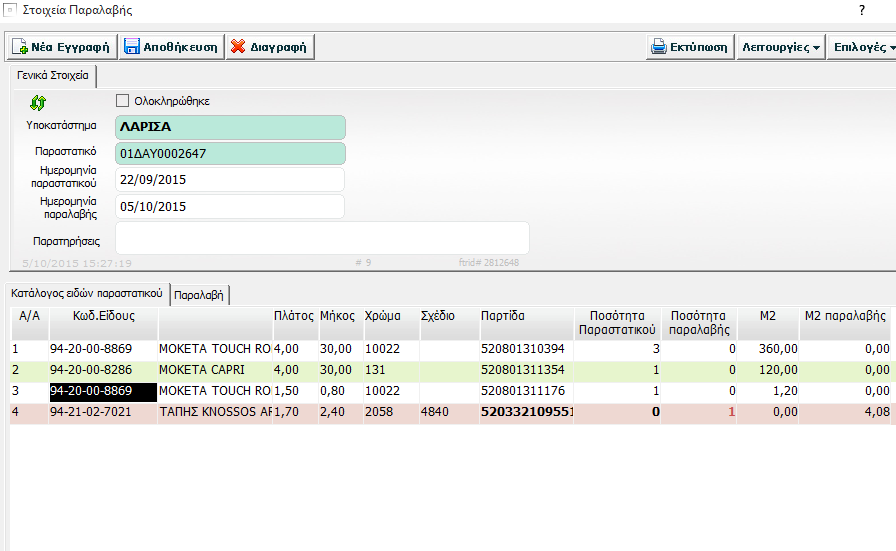 Στοιχεία Παραλαβής ?
Νέα Εγγραφή Αποθήκευση Διαγραφή Εκτύπωση Λειτουργίες Επιλογές
Γενικά Στοιχεία
Ολοκληρώθηκε
Υποκατάστημα ΛΑΡΙΣΑ
Παραστατικό 01ΔΑΥ0002647
Ημερομηνία
παραστατικού 22/09/2015
Ημερομηνία
παραλαβής 05/10/2015
Παρατηρήσεις
5/10/2015 15:27:19 # 9 ftrid# 2812648
Κατάλογος ειδών παραστατικού Παραλαβή
Α/Α Κωδ.Είδους Πλάτος Μήκος Χρώμα Σχέδιο Παρτίδα Ποσότητα Ποσότητα Μ2 Μ2 παραλαβής
Παραστατικού παραλαβής
1 94-20-00-8869 ΜΟΚΕΤΑ TOUCH RO 4,00 30,00 10022 520801310394 3 0 360,00 0,00
2 94-20-00-8286 ΜΟΚΕΤΑ CAPRI 4,00 30,00 131 520801311354 1 0 120,00 0,00
3 94-20-00-8869 ΜΟΚΕΤΑ TOUCH RO 1,50 0,80 10022 520801311176 1 0 1,20 0,00
4 94-21-02-7021 ΤΑΠΗΣ KNOSSOS AF 1,70 2,40 2058 4840 520332109551 0 1 0,00 4,08